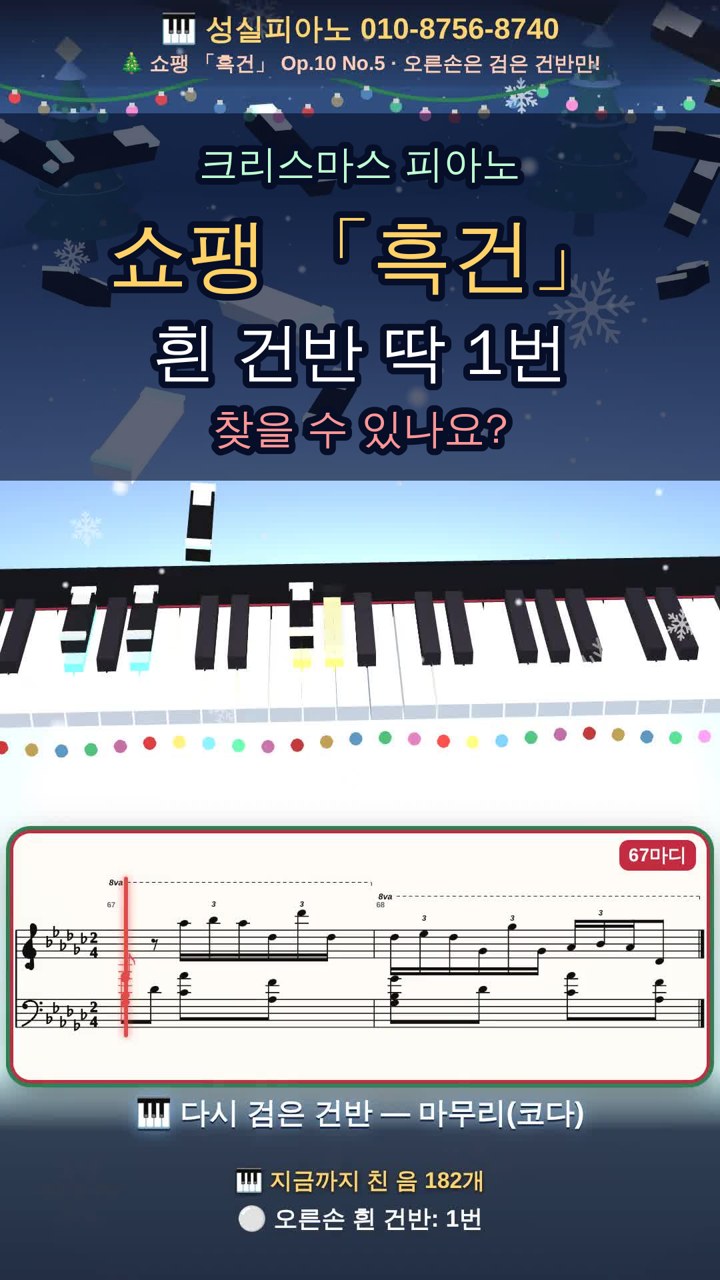 🎹 성실피아노 010-8756-8740
🎄 쇼팽 「흑건」 Op.10 No.5 · 오른손은 검은 건반만!
크리스마스 피아노
쇼팽 「흑건」
흰 건반 딱 1번
찾을 수 있나요?
67마디
8va
8va
67
3
3
68
3
3
3
2
4
2
4
🎹 다시 검은 건반 — 마무리(코다)
🎹 지금까지 친 음 182개
⚪ 오른손 흰 건반: 1번